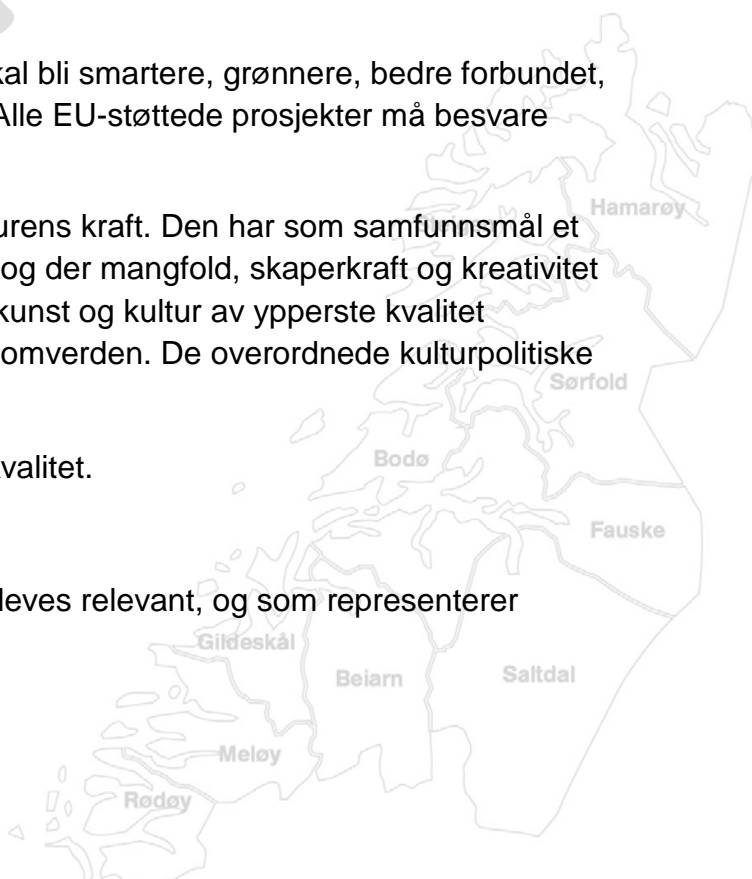 kal bli smartere, grønnere, bedre forbundet,
Alle EU-støttede prosjekter må besvare
urens kraft. Den har som samfunnsmål et
Hamarøy
og der mangfold, skaperkraft og kreativitet
kunst og kultur av ypperste kvalitet
omverden. De overordnede kulturpolitiske
Sørfold
Bodø
valitet.
Fauske
leves relevant, og som representerer
Gildeskål
Beiarn
Saltdal
Meløy
Rødøy